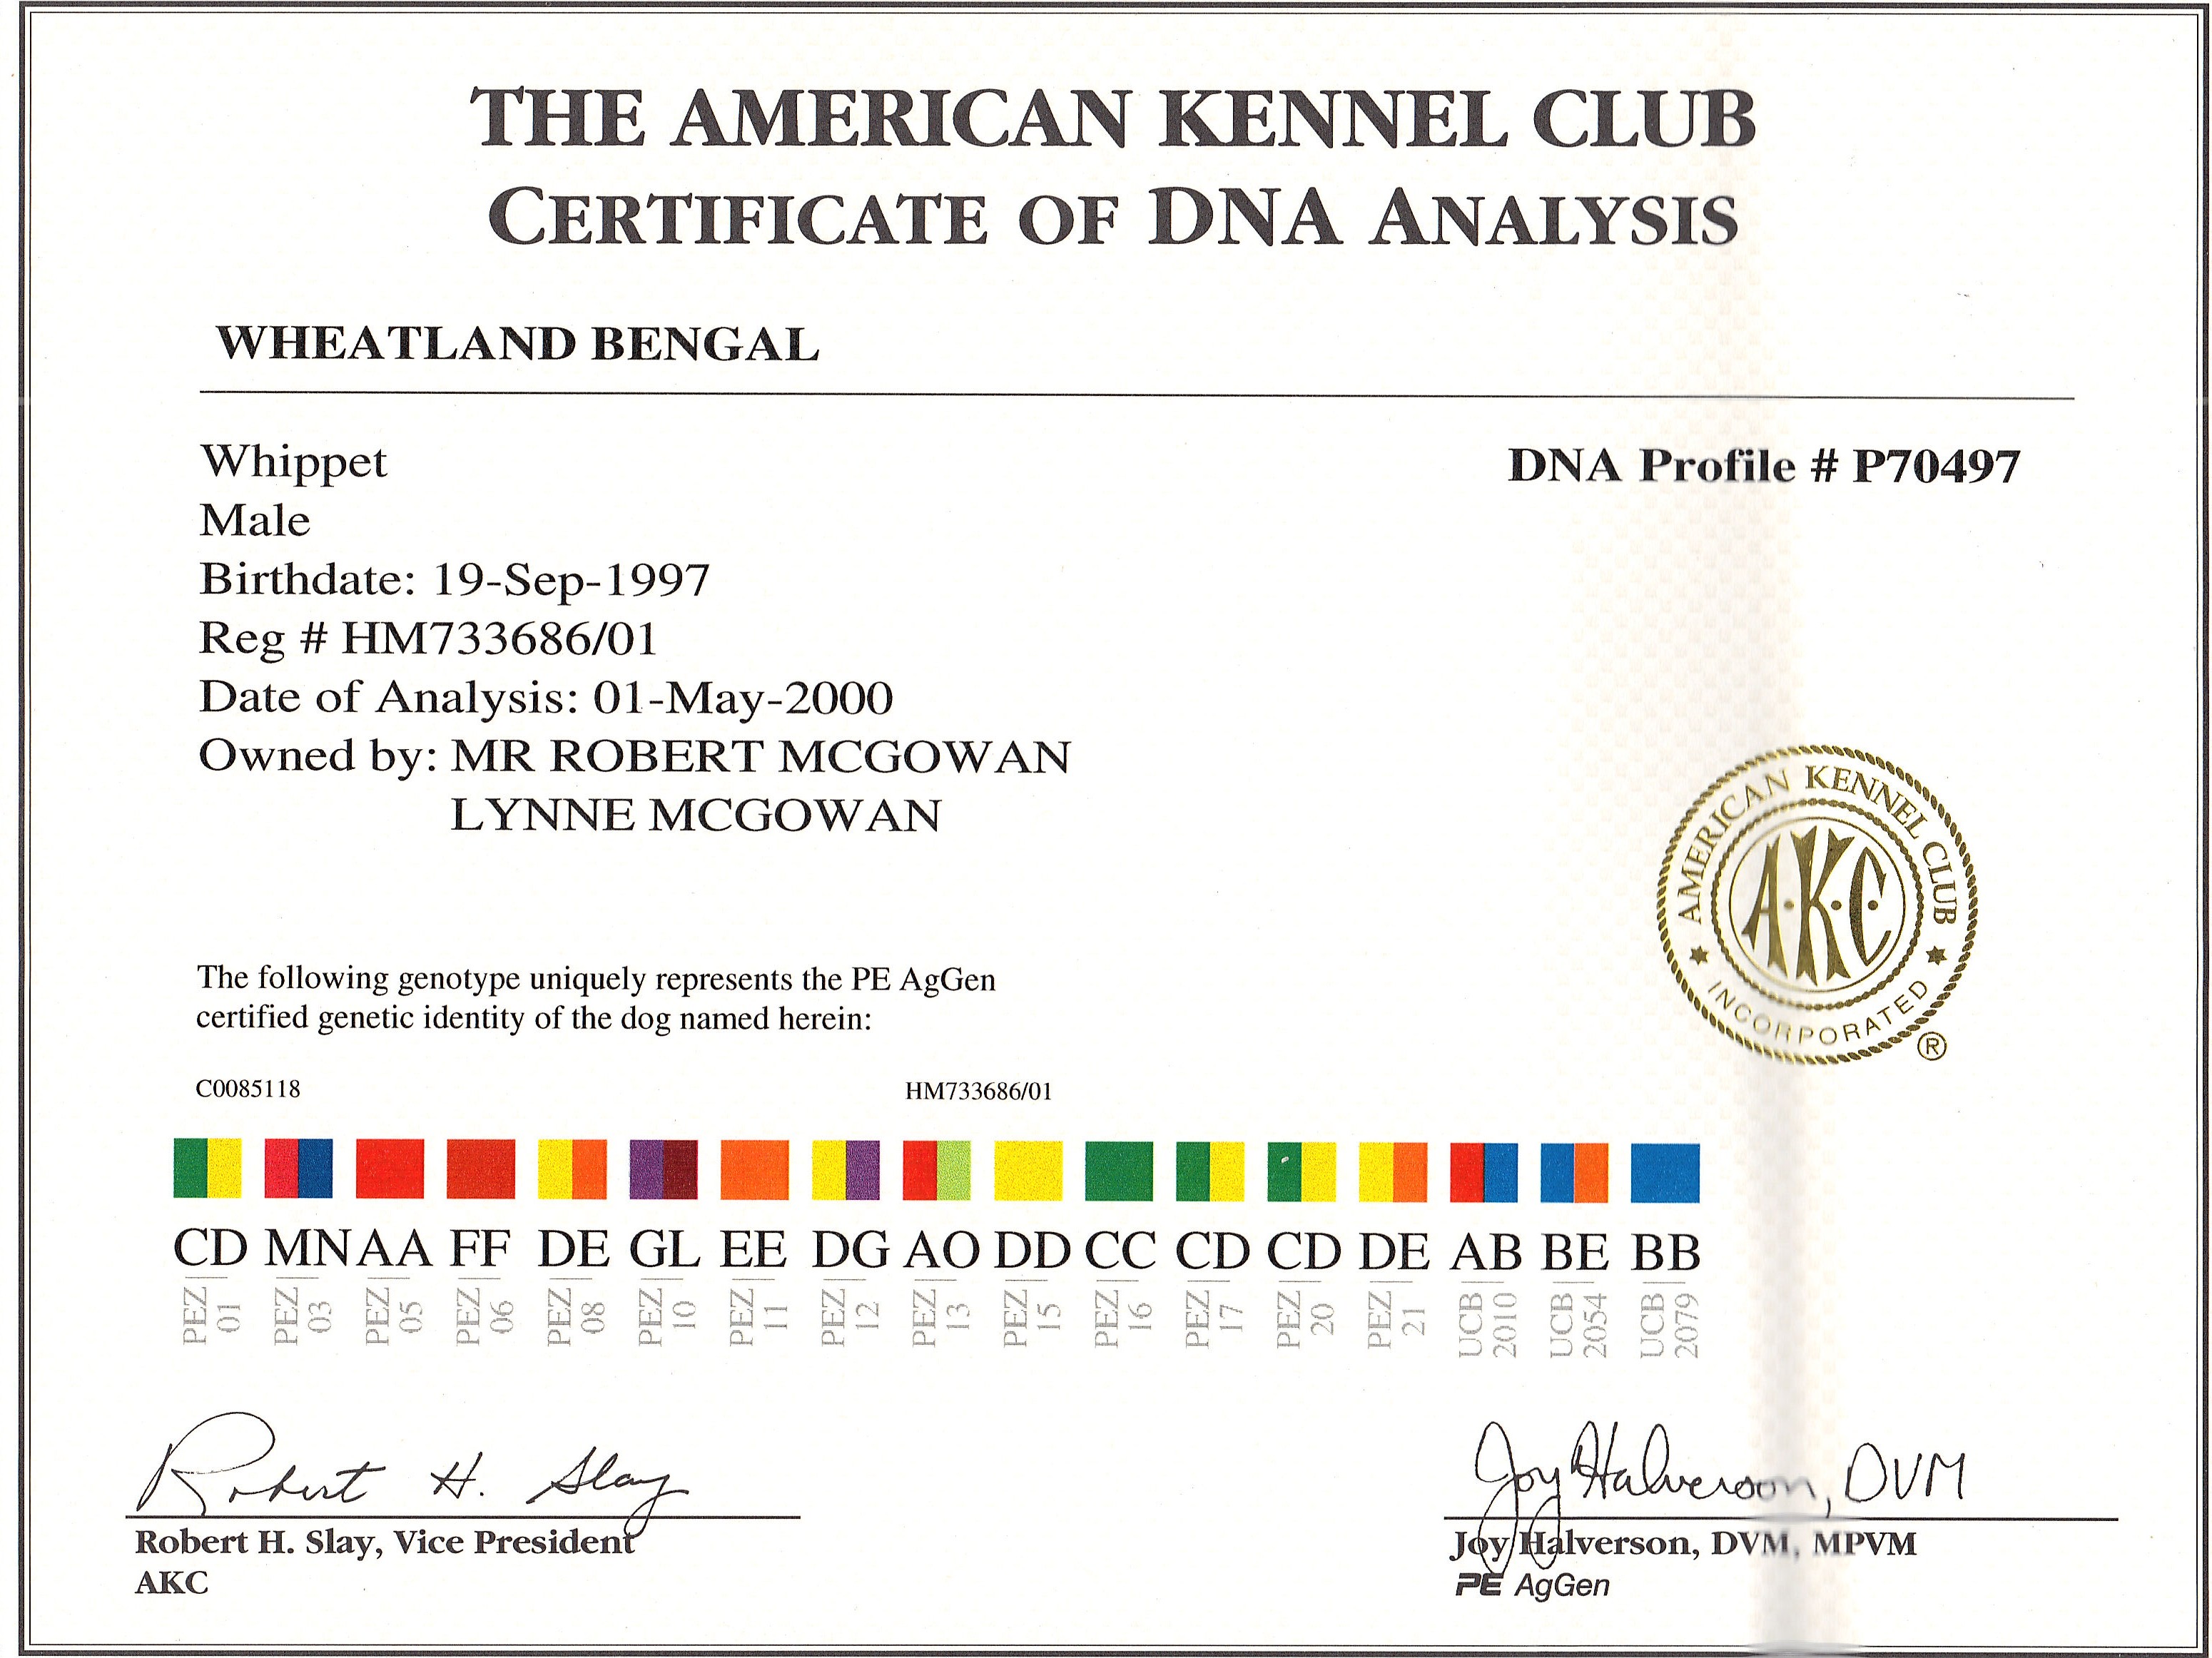 THE AMERICAN KENNEL CLUB
CERTIFICATE OF DNA ANALYSIS
WHEATLAND BENGAL
Whippet
DNA Profile # P70497
Male
Birthdate: 19-Sep-1997
Reg # HM733686/01
Date of Analysis: 01-May-2000
Owned by: MR ROBERT MCGOWAN
LYNNE MCGOWAN
AMERICAN KENNEL CLUB
A·K·C·
INCORPORATED
®
The following genotype uniquely represents the PE AgGen
certified genetic identity of the dog named herein:
C0085118 HM733686/01
CD MN AA FF DE GL EE DG AO DD CC CD CD DE AB BE BB
PEZ 01 PEZ 03 PEZ 05 PEZ 06 PEZ 08 PEZ 10 PEZ 11 PEZ 12 PEZ 13 PEZ 15 PEZ 16 PEZ 17 PEZ 20 PEZ 21 UCB 2010 UCB 2054 UCB 2079
Robert H. Slay
Joy Halverson, DVM
Robert H. Slay, Vice President
AKC
Joy Halverson, DVM, MPVM
PE AgGen